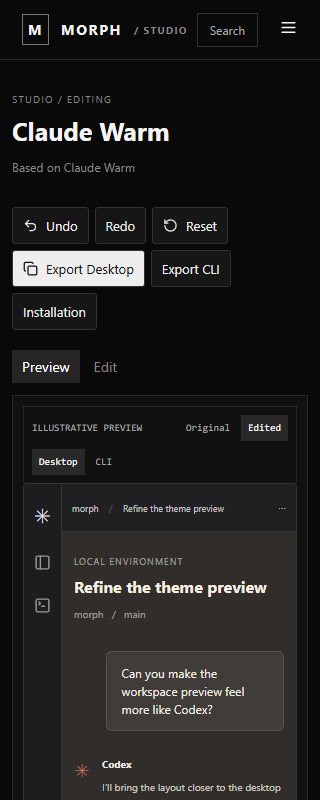 M MORPH / STUDIO Search
STUDIO / EDITING
Claude Warm
Based on Claude Warm
Undo Redo Reset
Export Desktop Export CLI
Installation
Preview Edit
ILLUSTRATIVE PREVIEW Original Edited
Desktop CLI
morph / Refine the theme preview ...
LOCAL ENVIRONMENT
Refine the theme preview
morph / main
Can you make the
workspace preview feel
more like Codex?
Codex
I'll bring the layout closer to the desktop